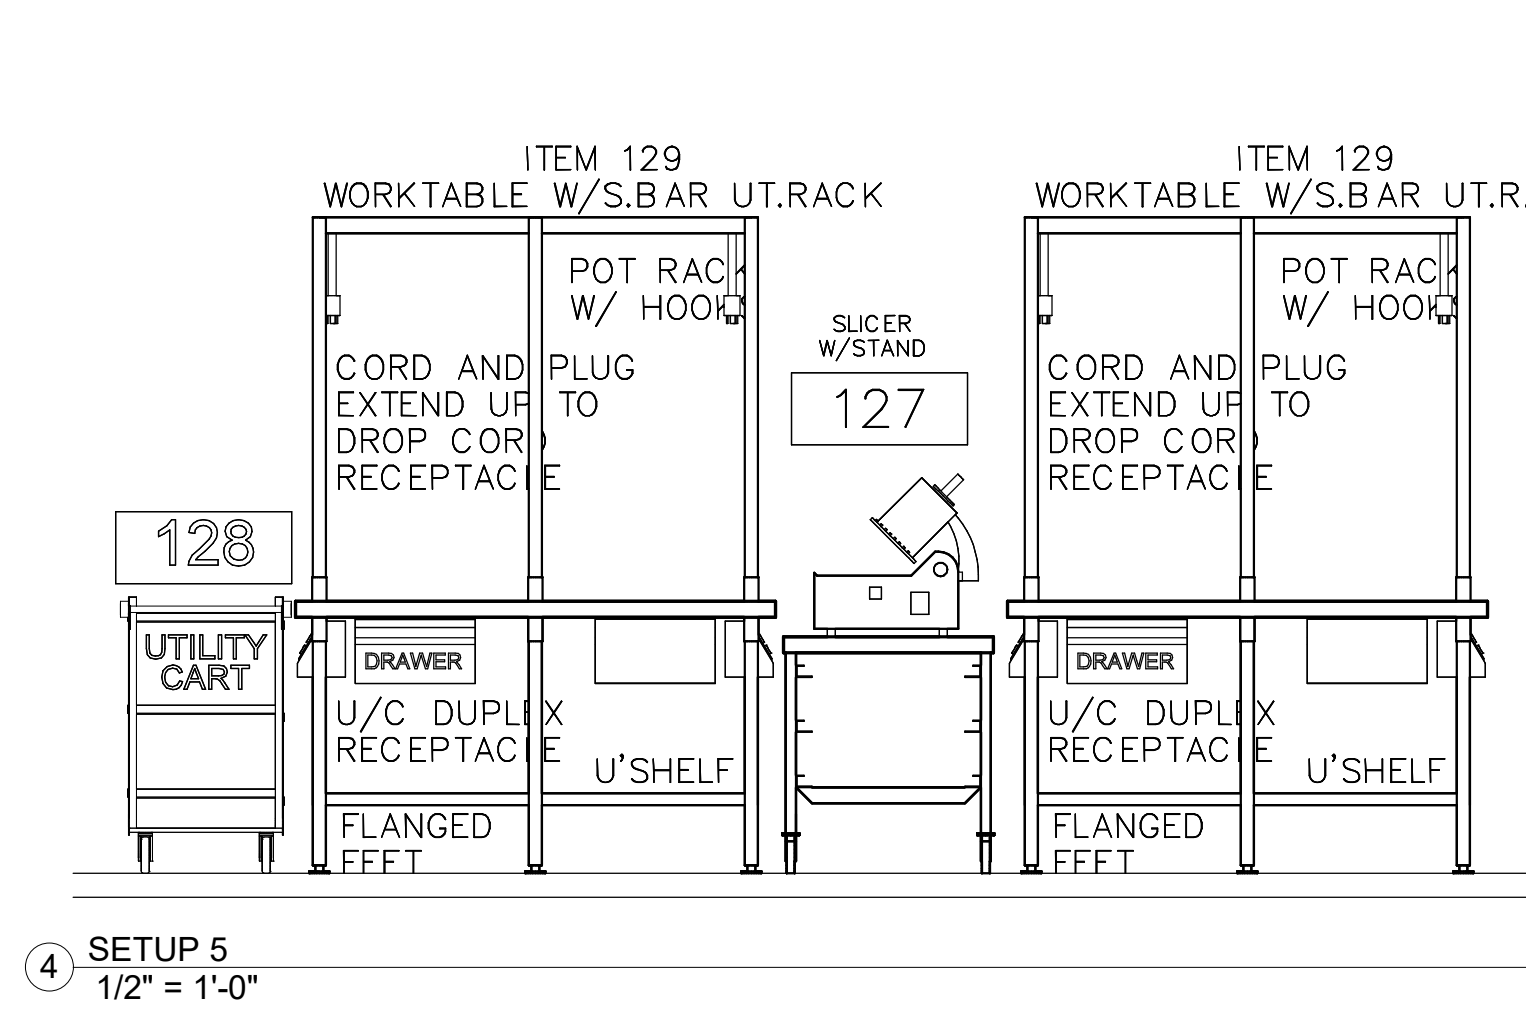 ITEM 129
WORKTABLE W/S.BAR UT.RACK
POT RACK
W/ HOOKS
CORD AND PLUG
EXTEND UP TO
DROP CORD
RECEPTACLE
128
UTILITY
CART
DRAWER
U/C DUPLEX
RECEPTACLE
U'SHELF
FLANGED
FEET
SLICER
W/STAND
127
ITEM 129
WORKTABLE W/S.BAR UT.R
POT RACK
W/ HOOKS
CORD AND PLUG
EXTEND UP TO
DROP CORD
RECEPTACLE
DRAWER
U/C DUPLEX
RECEPTACLE
U'SHELF
FLANGED
FEET
4
SETUP 5
1/2" = 1'-0"